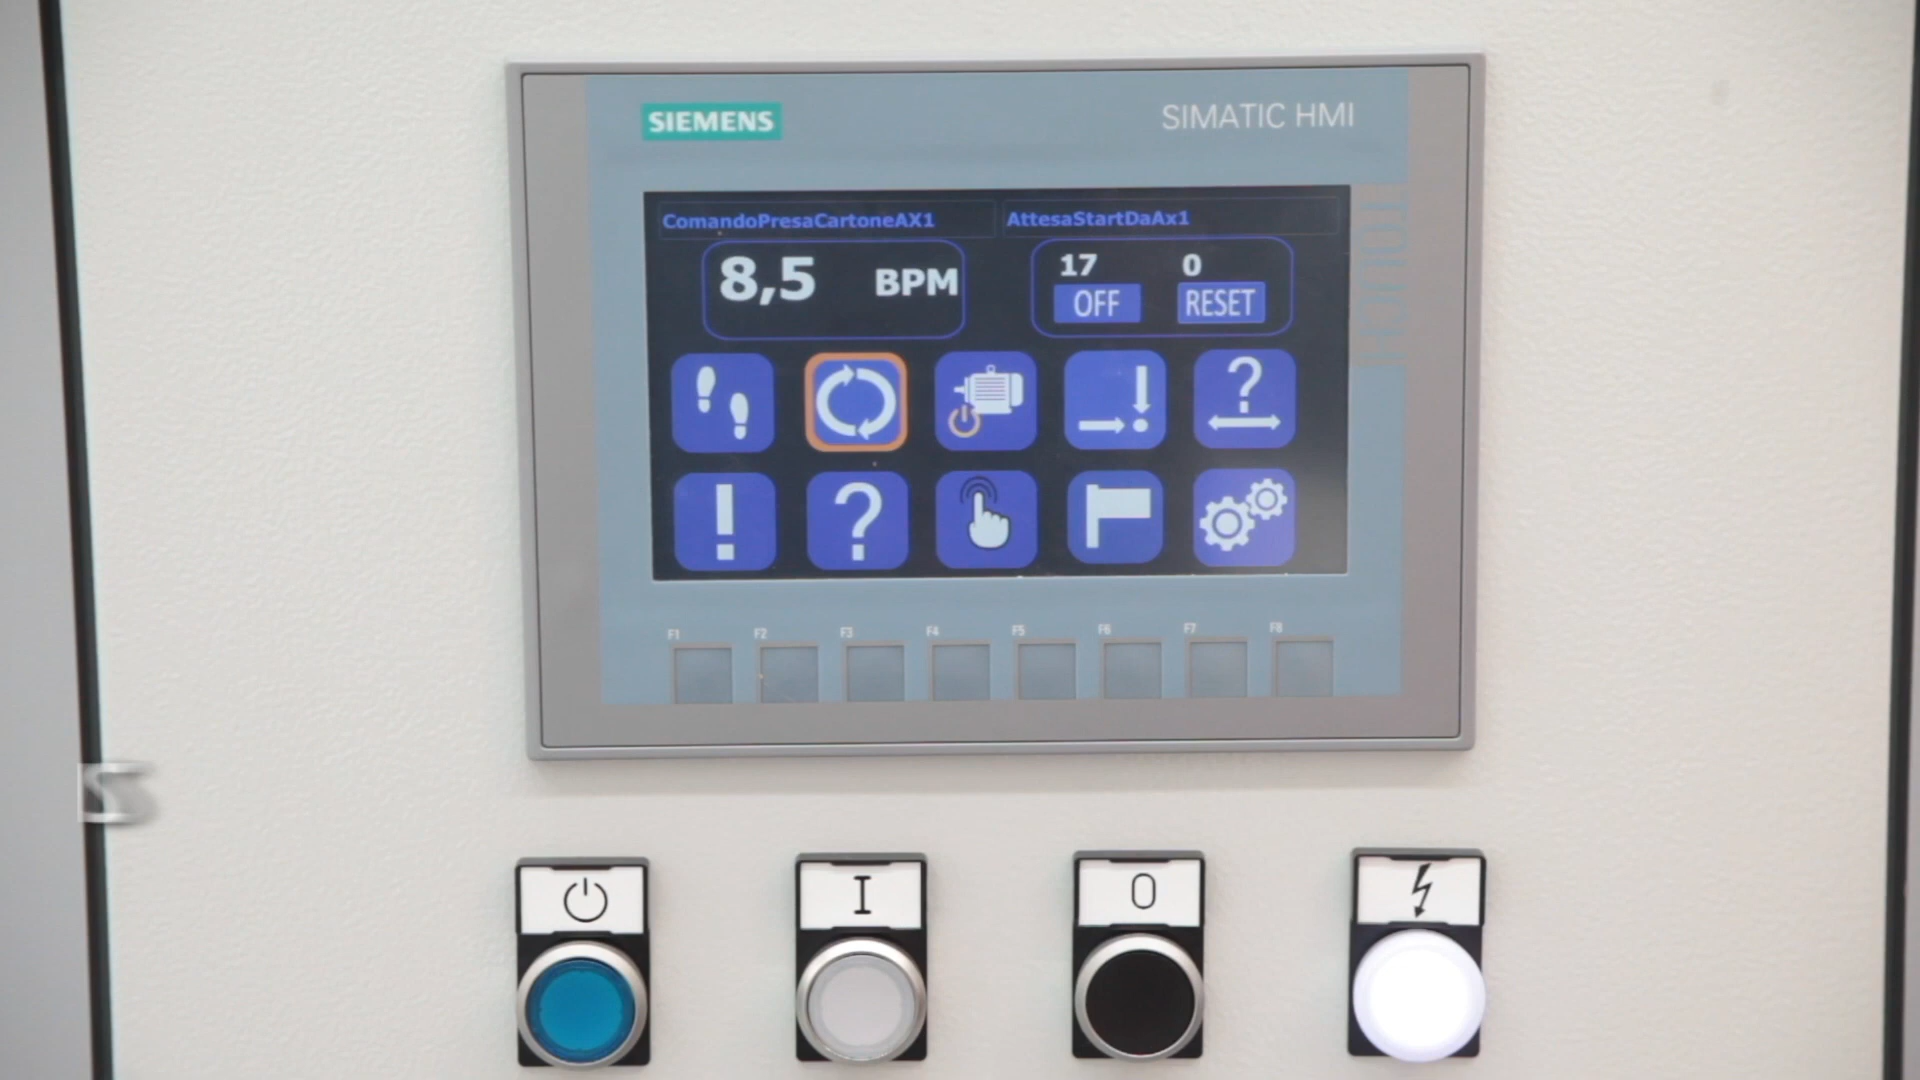 SIEMENS
SIMATIC HMI
ComandoPresaCartoneAX1
AttesaStartDaAx1
8,5 BPM
17 0
OFF RESET
TOUCH
F1 F2 F3 F4 F5 F6 F7 F8
I
0